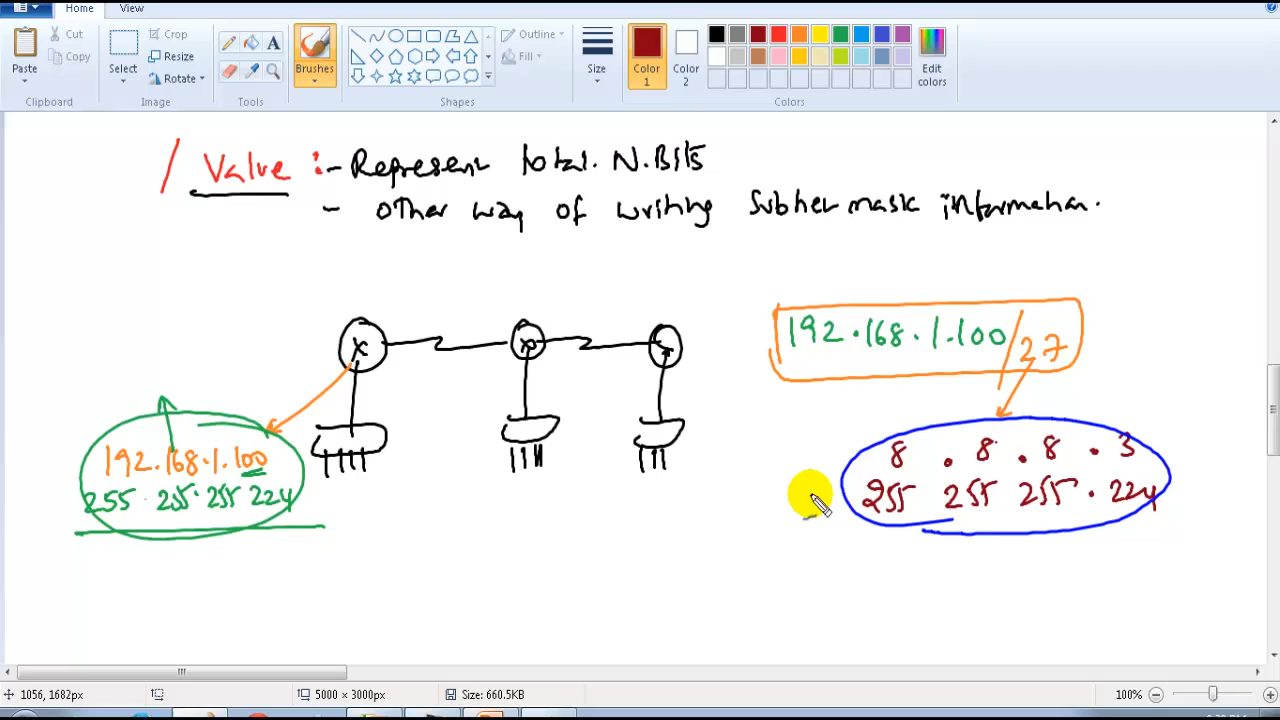 Home View
Paste
Cut
Copy
Clipboard
Select
Crop
Resize
Rotate
Image
Tools
Brushes
Outline
Fill
Shapes
Size
Color 1
Color 2
Edit colors
Colors
/ Value :- Represent total. N.Bits
- other way of writing Subnet mask information.
192.168.1.100/27
192.168.1.100
255.255.255 224
8 . 8 . 8 . 3
255 255 255 . 224
1056, 1682px
5000 × 3000px
Size: 660.5KB
100%